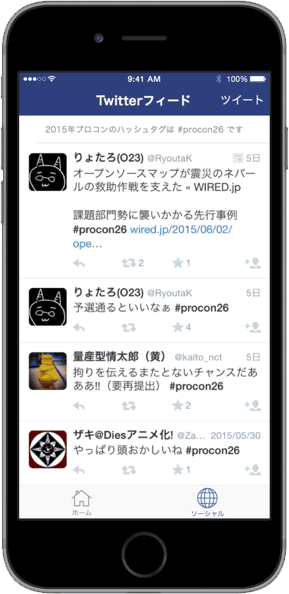 9:41 AM 100%
Twitterフィード ツイート
2015年プロコンのハッシュタグは #procon26 です
りょたろ(O23) @RyoutaK 5日
オープンソースマップが震災のネパー
ルの救助作戦を支えた « WIRED.jp
課題部門勢に襲いかかる先行事例
#procon26 wired.jp/2015/06/02/
ope…
2 1
りょたろ(O23) @RyoutaK 5日
予選通るといいなぁ #procon26
4
量産型情太郎（黄） @kaito_nct 5日
拘りを伝えるまたとないチャンスだあ
ああ!!（要再提出） #procon26
2
ザキ@Diesアニメ化! @Za… 2015/05/30
やっぱり頭おかしいね #procon26
1
ホーム ソーシャル